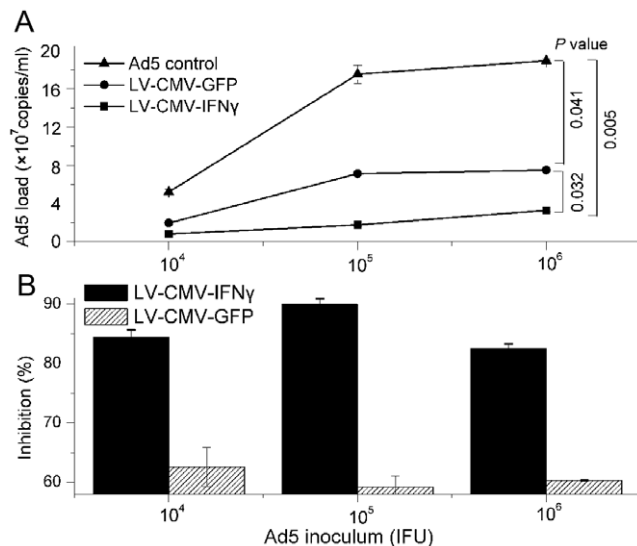 A
Ad5 load (×10⁷copies/ml)
20
16
12
8
4
0
Ad5 control
LV-CMV-GFP
LV-CMV-IFNγ
P value
0.041
0.005
0.032
10⁴
10⁵
10⁶
B
LV-CMV-IFNγ
LV-CMV-GFP
Inhibition (%)
90
80
70
60
10⁴
10⁵
10⁶
Ad5 inoculum (IFU)